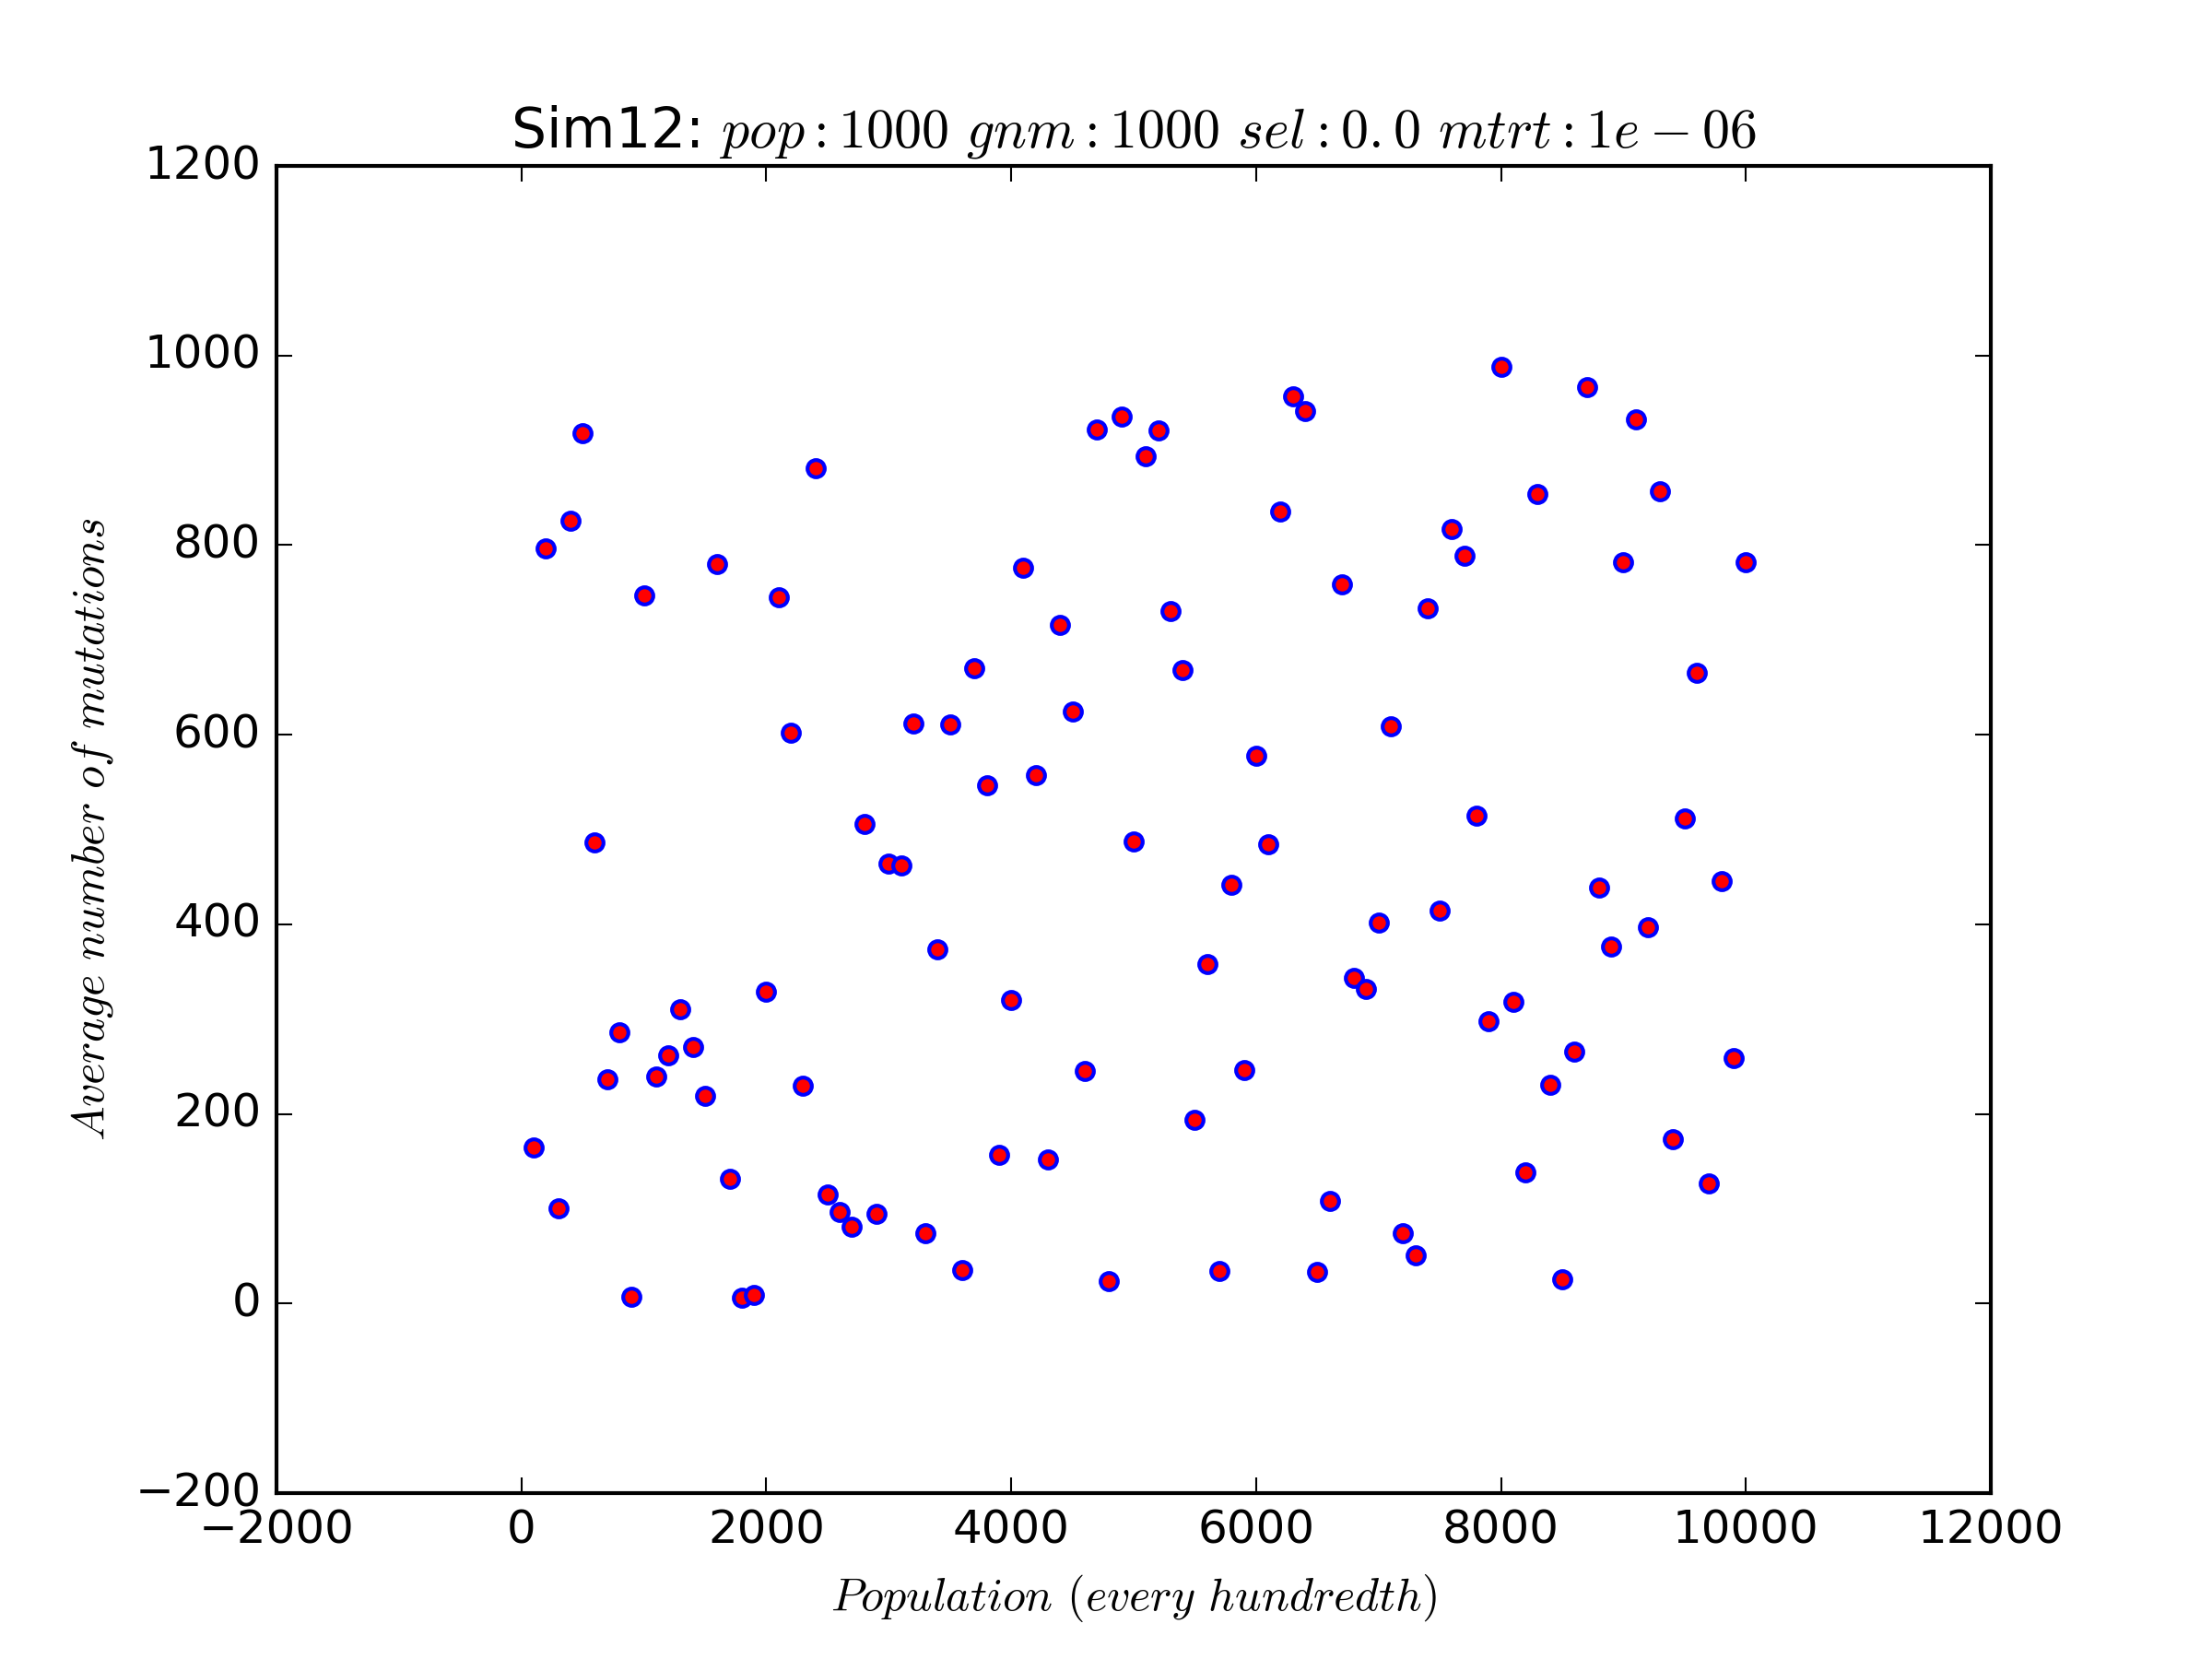 Sim12: pop : 1000 gnm : 1000 sel : 0.0 mtrt : 1e − 06
1200
1000
800
600
400
200
0
−200
Average number of mutations
−2000 0 2000 4000 6000 8000 10000 12000
Population (every hundredth)